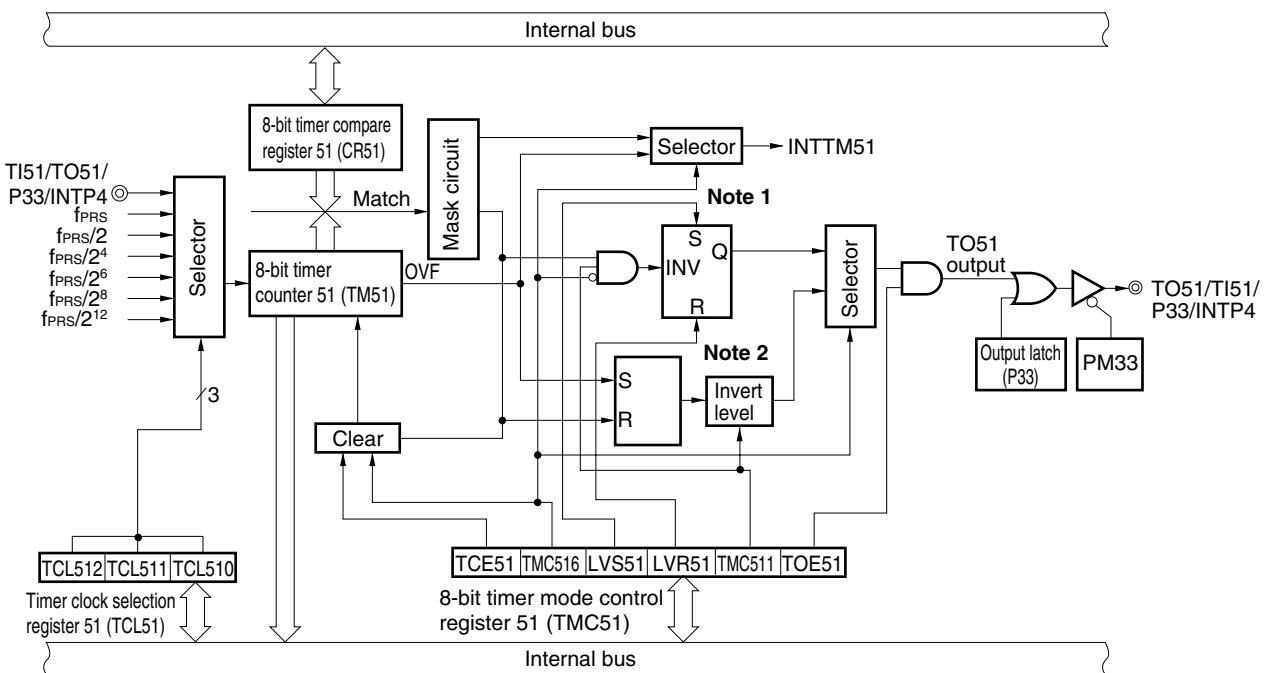 Internal bus
8-bit timer compare
register 51 (CR51)
Mask circuit
Selector
INTTM51
TI51/TO51/
P33/INTP4
fPRS
fPRS/2
fPRS/2⁴
fPRS/2⁶
fPRS/2⁸
fPRS/2¹²
Selector
Match
Note 1
S
Q
INV
R
Selector
TO51
output
TO51/TI51/
P33/INTP4
8-bit timer
counter 51 (TM51)
OVF
Note 2
S
R
Invert
level
Output latch
(P33)
PM33
3
Clear
TCL512 TCL511 TCL510
Timer clock selection
register 51 (TCL51)
TCE51 TMC516 LVS51 LVR51 TMC511 TOE51
8-bit timer mode control
register 51 (TMC51)
Internal bus